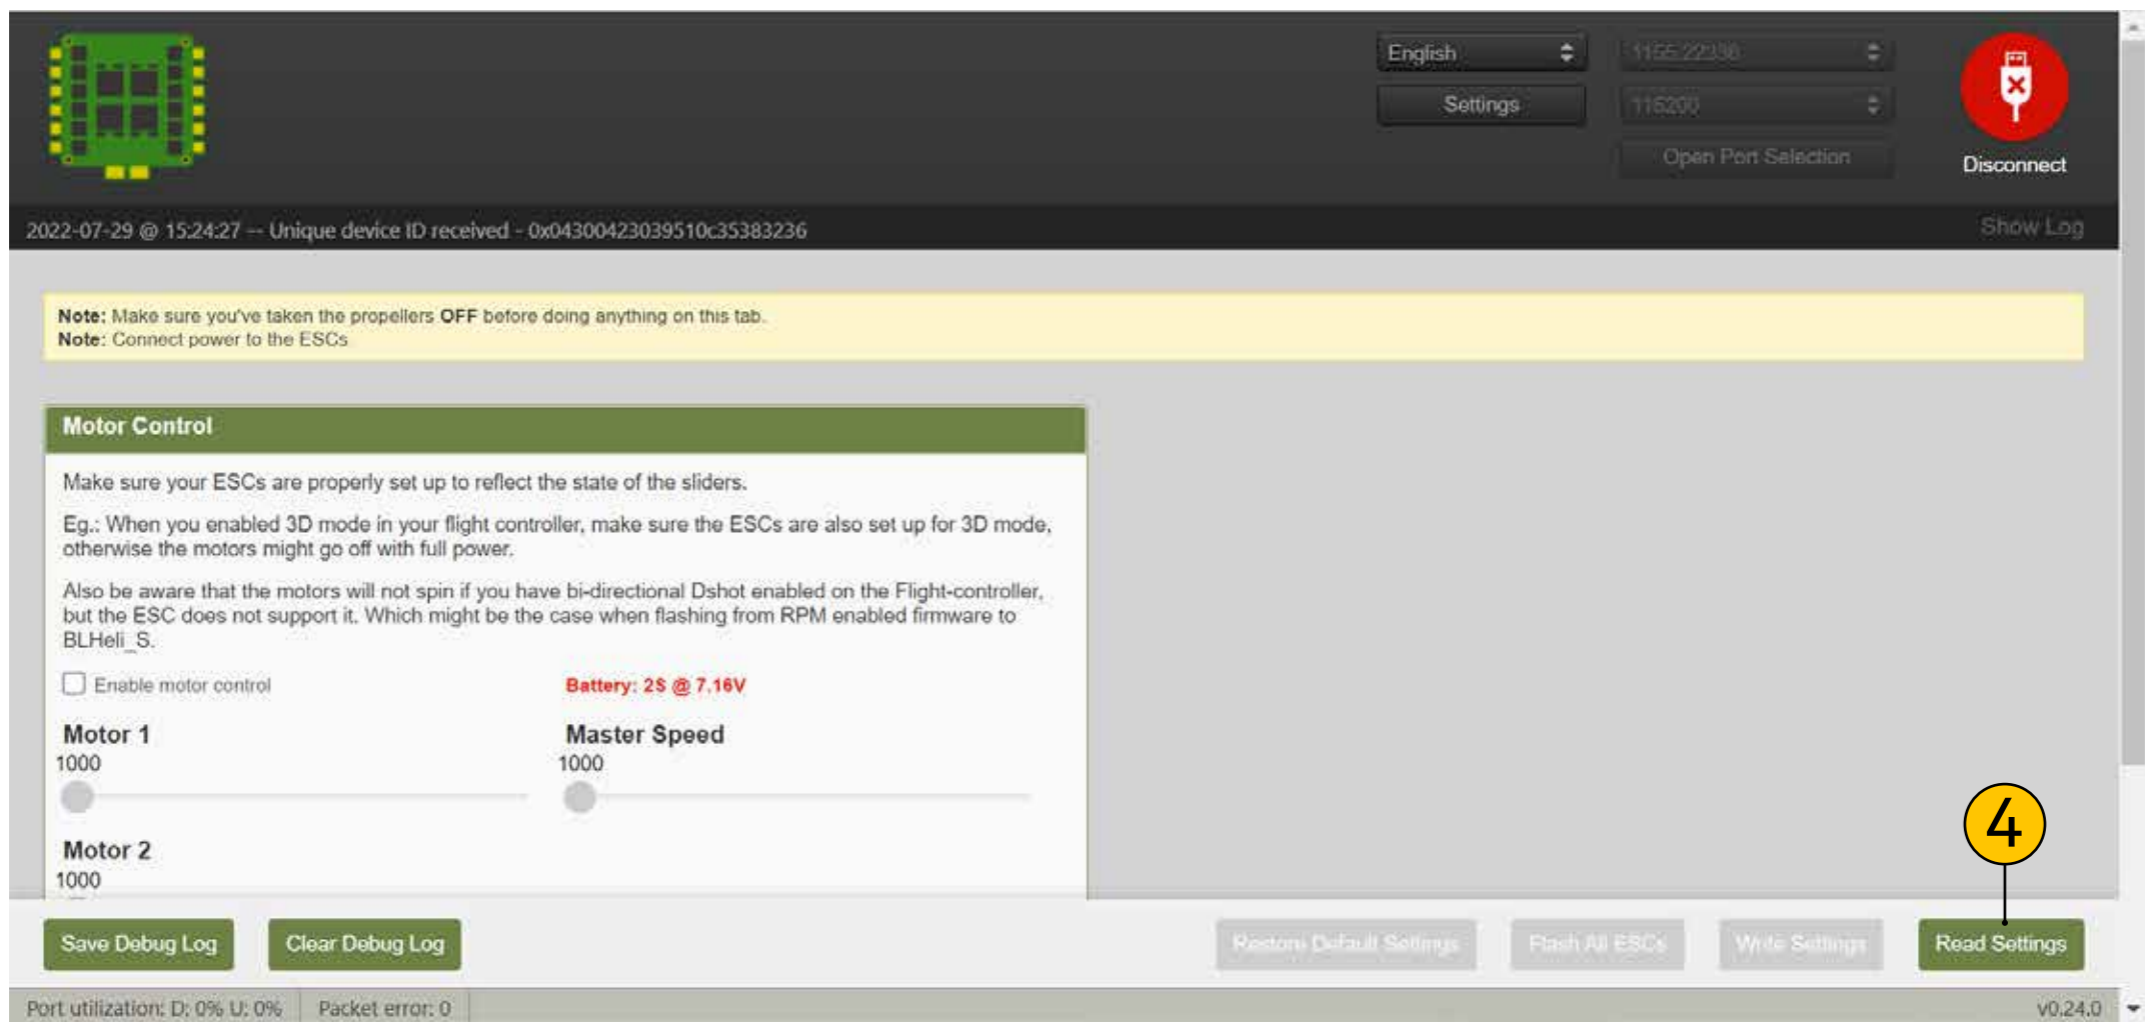 English
1155:22336
Settings
115200
Open Port Selection
Disconnect
2022-07-29 @ 15:24:27 -- Unique device ID received - 0x04300423039510c35383236
Show Log
Note: Make sure you've taken the propellers OFF before doing anything on this tab.
Note: Connect power to the ESCs
Motor Control
Make sure your ESCs are properly set up to reflect the state of the sliders.
Eg.: When you enabled 3D mode in your flight controller, make sure the ESCs are also set up for 3D mode,
otherwise the motors might go off with full power.
Also be aware that the motors will not spin if you have bi-directional Dshot enabled on the Flight-controller,
but the ESC does not support it. Which might be the case when flashing from RPM enabled firmware to
BLHeli_S.
Enable motor control
Battery: 2S @ 7.16V
Motor 1
1000
Master Speed
1000
Motor 2
1000
4
Save Debug Log
Clear Debug Log
Restore Default Settings
Flash All ESCs
Write Settings
Read Settings
Port utilization: D: 0% U: 0%
Packet error: 0
v0.24.0